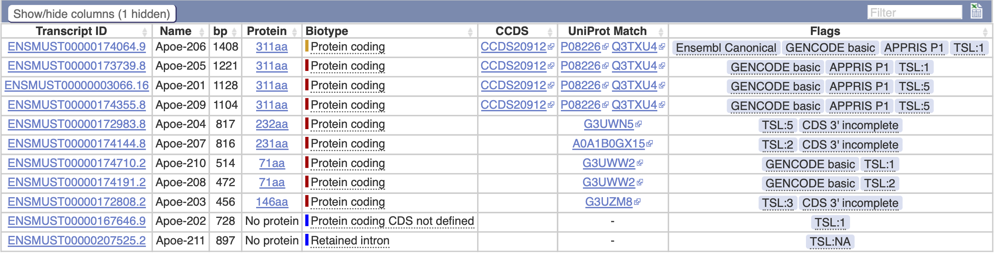 Show/hide columns (1 hidden) Filter
Transcript ID Name bp Protein Biotype CCDS UniProt Match Flags
ENSMUST00000174064.9 Apoe-206 1408 311aa Protein coding CCDS20912 P08226 Q3TXU4 Ensembl Canonical GENCODE basic APPRIS P1 TSL:1
ENSMUST00000173739.8 Apoe-205 1221 311aa Protein coding CCDS20912 P08226 Q3TXU4 GENCODE basic APPRIS P1 TSL:1
ENSMUST00000003066.16 Apoe-201 1128 311aa Protein coding CCDS20912 P08226 Q3TXU4 GENCODE basic APPRIS P1 TSL:5
ENSMUST00000174355.8 Apoe-209 1104 311aa Protein coding CCDS20912 P08226 Q3TXU4 GENCODE basic APPRIS P1 TSL:5
ENSMUST00000172983.8 Apoe-204 817 232aa Protein coding G3UWN5 TSL:5 CDS 3' incomplete
ENSMUST00000174144.8 Apoe-207 816 231aa Protein coding A0A1B0GX15 TSL:2 CDS 3' incomplete
ENSMUST00000174710.2 Apoe-210 514 71aa Protein coding G3UWW2 GENCODE basic TSL:1
ENSMUST00000174191.2 Apoe-208 472 71aa Protein coding G3UWW2 GENCODE basic TSL:2
ENSMUST00000172808.2 Apoe-203 456 146aa Protein coding G3UZM8 TSL:3 CDS 3' incomplete
ENSMUST00000167646.9 Apoe-202 728 No protein Protein coding CDS not defined - TSL:1
ENSMUST00000207525.2 Apoe-211 897 No protein Retained intron - TSL:NA